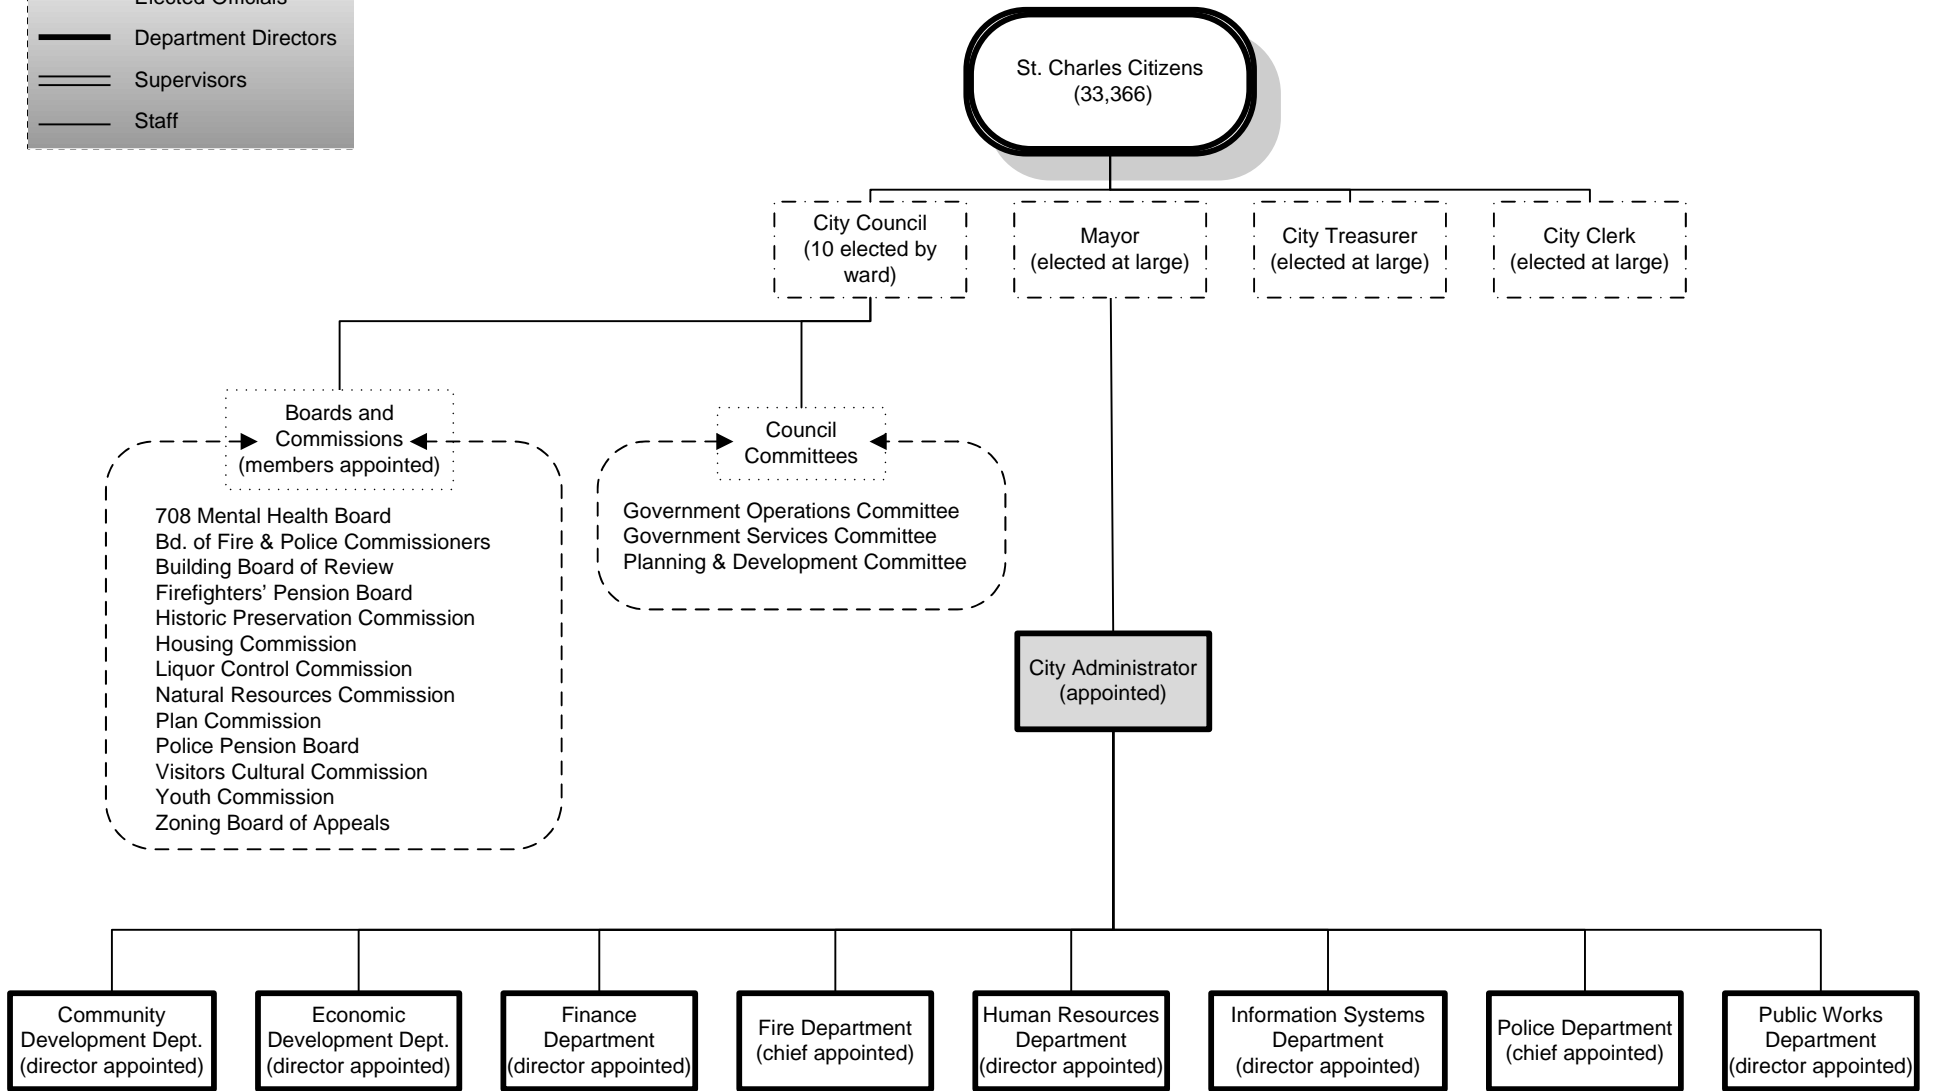 Elected Officials
Department Directors
Supervisors
Staff
St. Charles Citizens
(33,366)
City Council
(10 elected by
ward)
Mayor
(elected at large)
City Treasurer
(elected at large)
City Clerk
(elected at large)
Boards and
Commissions
(members appointed)
708 Mental Health Board
Bd. of Fire & Police Commissioners
Building Board of Review
Firefighters’ Pension Board
Historic Preservation Commission
Housing Commission
Liquor Control Commission
Natural Resources Commission
Plan Commission
Police Pension Board
Visitors Cultural Commission
Youth Commission
Zoning Board of Appeals
Council
Committees
Government Operations Committee
Government Services Committee
Planning & Development Committee
City Administrator
(appointed)
Community
Development Dept.
(director appointed)
Economic
Development Dept.
(director appointed)
Finance
Department
(director appointed)
Fire Department
(chief appointed)
Human Resources
Department
(director appointed)
Information Systems
Department
(director appointed)
Police Department
(chief appointed)
Public Works
Department
(director appointed)